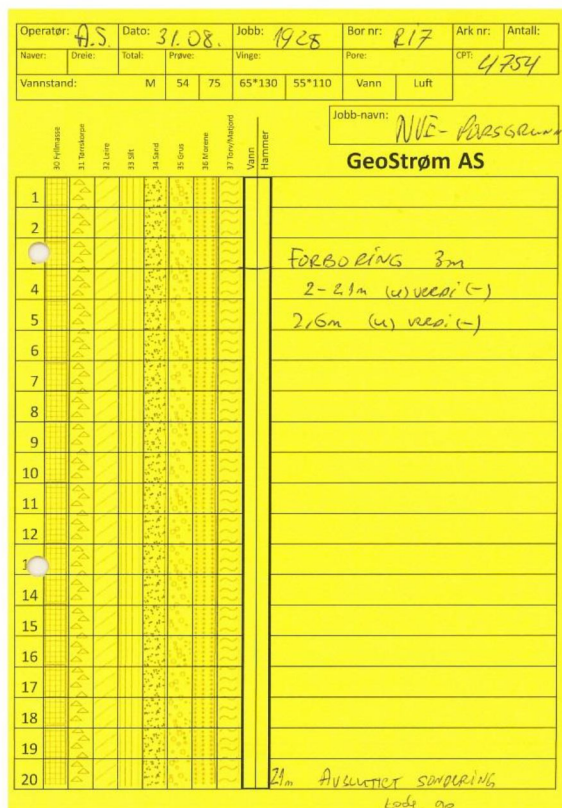 Operatør: A.S. Dato: 31.08. Jobb: 1928 Bor nr: R17 Ark nr: Antall:
Naver: Dreie: Total: Prøve: Vinge: Pore: CPT: 4754
Vannstand: M 54 75 65*130 55*110 Vann Luft
Jobb-navn: NVE-PORSGRUNN
30 Fyllmasse 31 Tørrskorpe 32 Leire 33 Silt 34 Sand 35 Grus 36 Morene 37 Torv/Matjord Vann Hammer
GeoStrøm AS
1
2
FORBORING 3m
4 2-2,1m (u) verdi (-)
5 2,6m (u) verdi (-)
6
7
8
9
10
11
12
1
14
15
16
17
18
19
20 21m AVSLUTTET SONDERING
kode 90